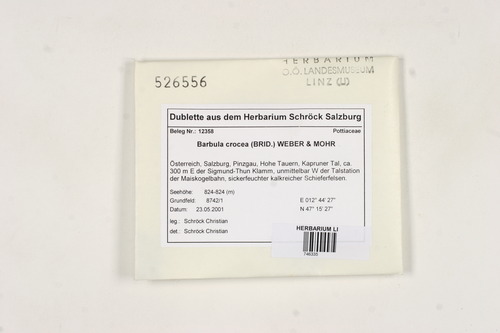 HERBARIUM
O.Ö. LANDESMUSEUM
LINZ (LI)
526556
Dublette aus dem Herbarium Schröck Salzburg
Beleg Nr.: 12358 Pottiaceae
Barbula crocea (BRID.) WEBER & MOHR
Österreich, Salzburg, Pinzgau, Hohe Tauern, Kapruner Tal, ca.
300 m E der Sigmund-Thun Klamm, unmittelbar W der Talstation
der Maiskogelbahn, sickerfeuchter kalkreicher Schieferfelsen.
Seehöhe: 824-824 (m)
Grundfeld: 8742/1 E 012° 44' 27"
Datum: 23.05.2001 N 47° 15' 27"
leg.: Schröck Christian
det.: Schröck Christian
HERBARIUM LI
746335